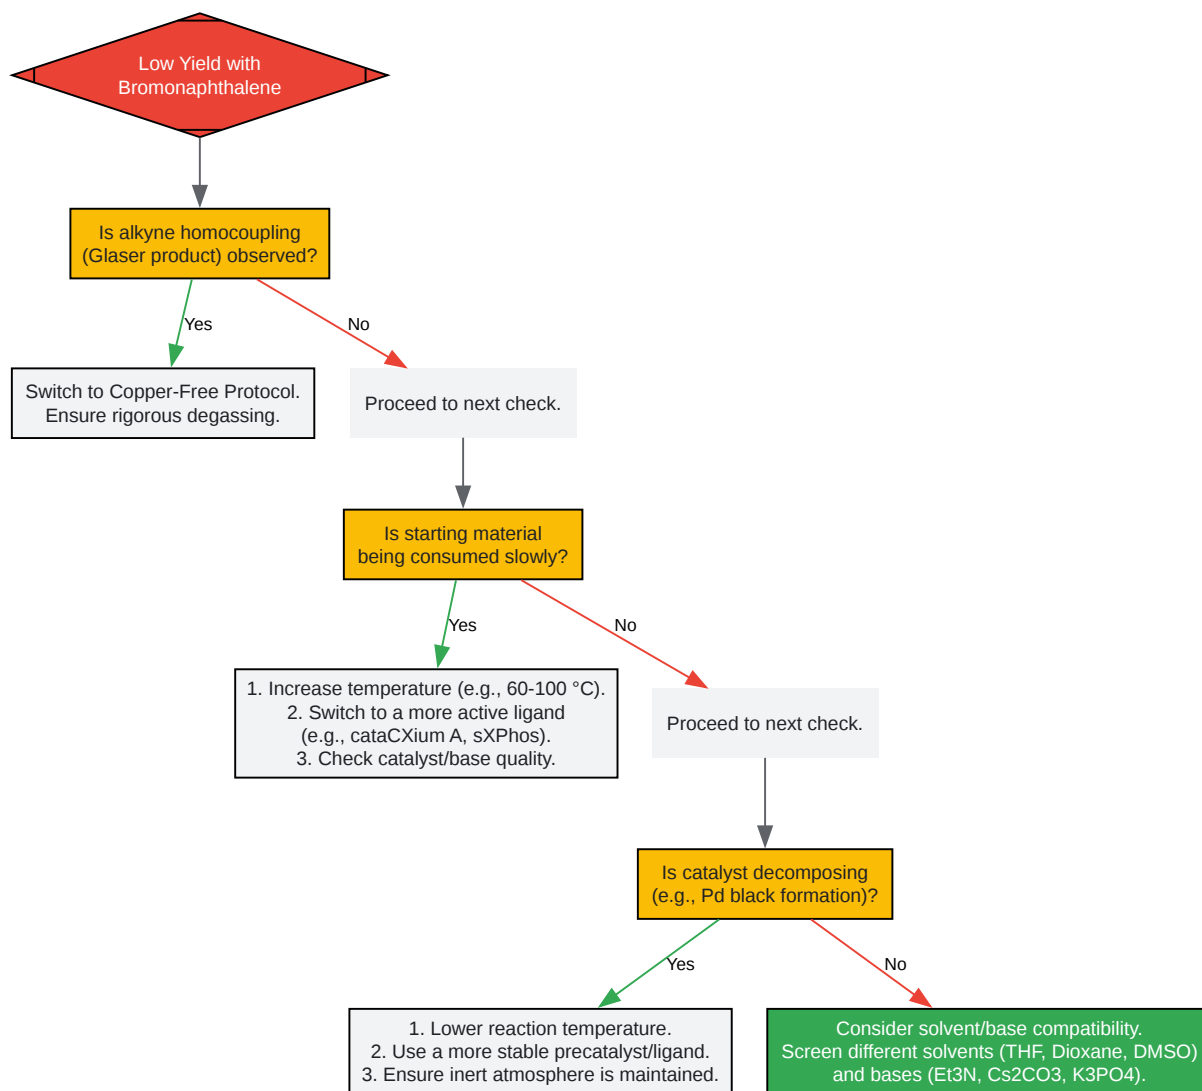 Low Yield with
Bromonaphthalene
Is alkyne homocoupling
(Glaser product) observed?
Yes
No
Switch to Copper-Free Protocol.
Ensure rigorous degassing.
Proceed to next check.
Is starting material
being consumed slowly?
Yes
No
1. Increase temperature (e.g., 60-100 °C).
2. Switch to a more active ligand
(e.g., cataCXium A, sXPhos).
3. Check catalyst/base quality.
Proceed to next check.
Is catalyst decomposing
(e.g., Pd black formation)?
Yes
No
1. Lower reaction temperature.
2. Use a more stable precatalyst/ligand.
3. Ensure inert atmosphere is maintained.
Consider solvent/base compatibility.
Screen different solvents (THF, Dioxane, DMSO)
and bases (Et3N, Cs2CO3, K3PO4).